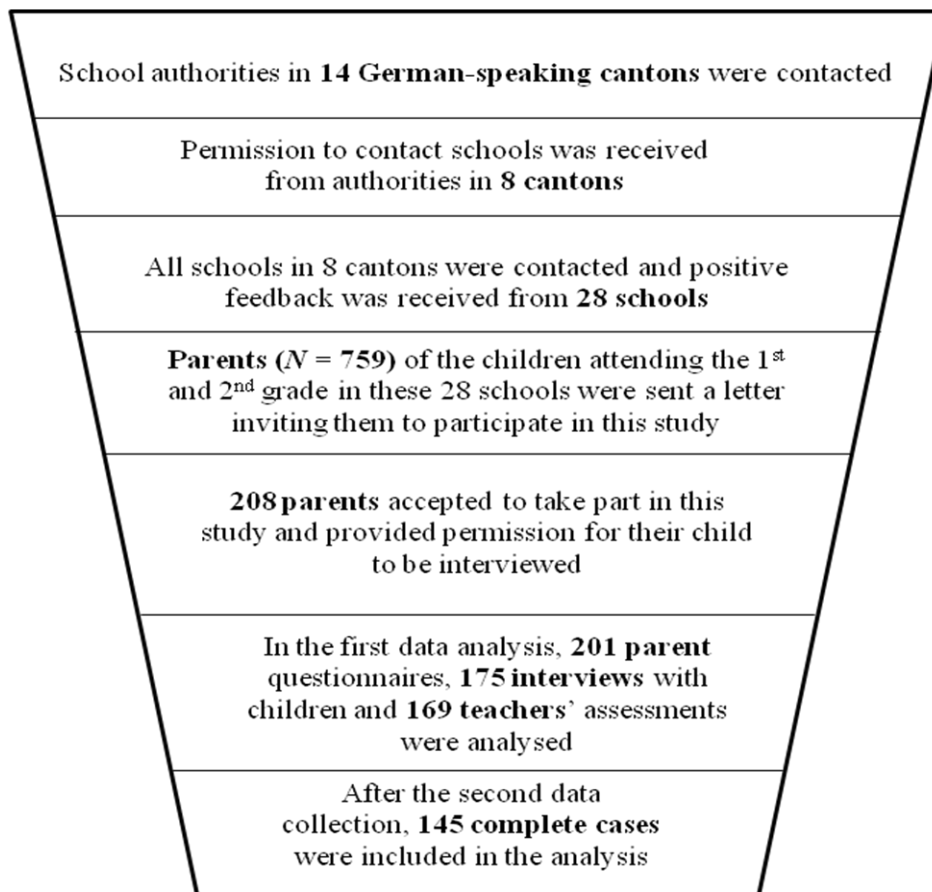 School authorities in 14 German-speaking cantons were contacted
Permission to contact schools was received
from authorities in 8 cantons
All schools in 8 cantons were contacted and positive
feedback was received from 28 schools
Parents (N = 759) of the children attending the 1st
and 2nd grade in these 28 schools were sent a letter
inviting them to participate in this study
208 parents accepted to take part in this
study and provided permission for their child
to be interviewed
In the first data analysis, 201 parent
questionnaires, 175 interviews with
children and 169 teachers’ assessments
were analysed
After the second data
collection, 145 complete cases
were included in the analysis